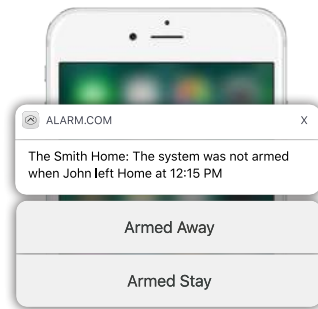 ALARM.COM X
The Smith Home: The system was not armed
when John left Home at 12:15 PM
Armed Away
Armed Stay